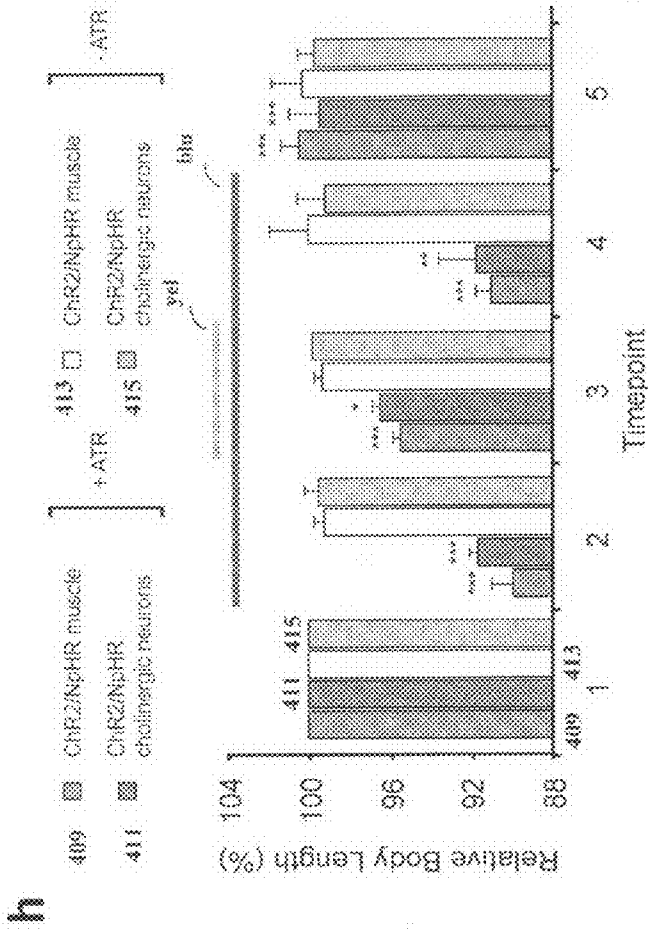 h
409 ChR2/NpHR muscle
411 ChR2/NpHR
cholinergic neurons
+ ATR
413 ChR2/NpHR muscle
415 ChR2/NpHR
cholinergic neurons
- ATR
yel
blu
Relative Body Length (%)
104
100
96
92
88
409
411
413
415
***
***
***
*
***
**
***
***
1
2
3
4
5
Timepoint